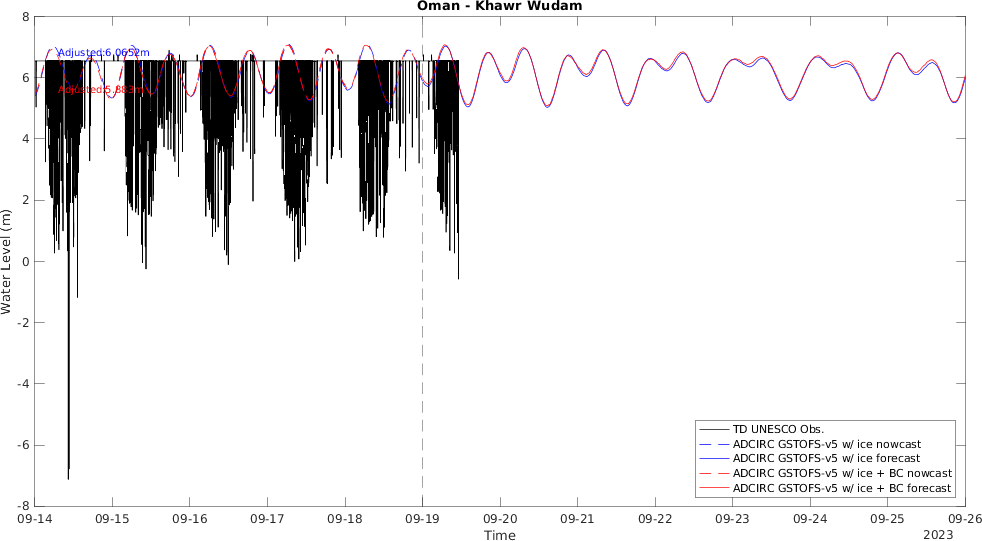 Oman - Khawr Wudam
8
6
4
2
0
-2
-4
-6
-8
Water Level (m)
Adjusted:6.0652m
Adjusted:5.883m
TD UNESCO Obs.
ADCIRC GSTOFS-v5 w/ ice nowcast
ADCIRC GSTOFS-v5 w/ ice forecast
ADCIRC GSTOFS-v5 w/ ice + BC nowcast
ADCIRC GSTOFS-v5 w/ ice + BC forecast
09-14 09-15 09-16 09-17 09-18 09-19 09-20 09-21 09-22 09-23 09-24 09-25 09-26
Time
2023